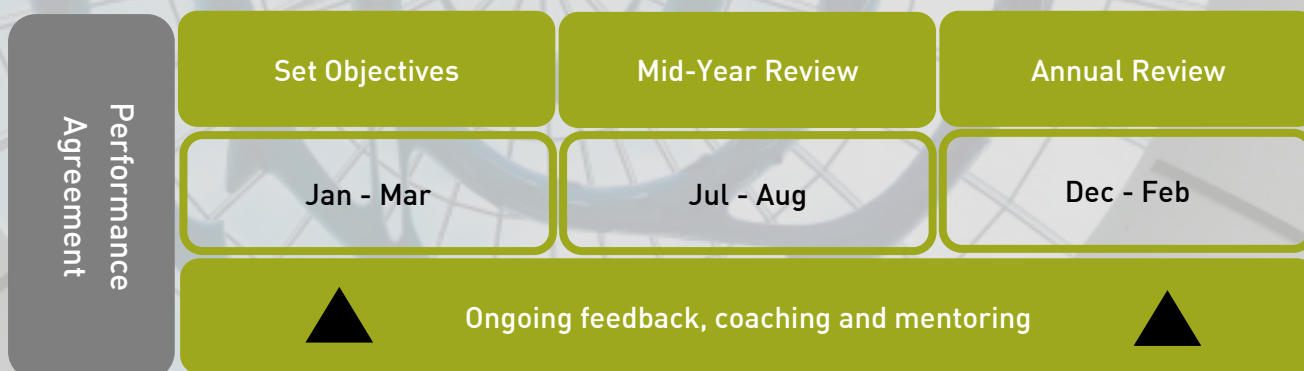 Performance
Agreement
Set Objectives
Mid-Year Review
Annual Review
Jan - Mar
Jul - Aug
Dec - Feb
Ongoing feedback, coaching and mentoring